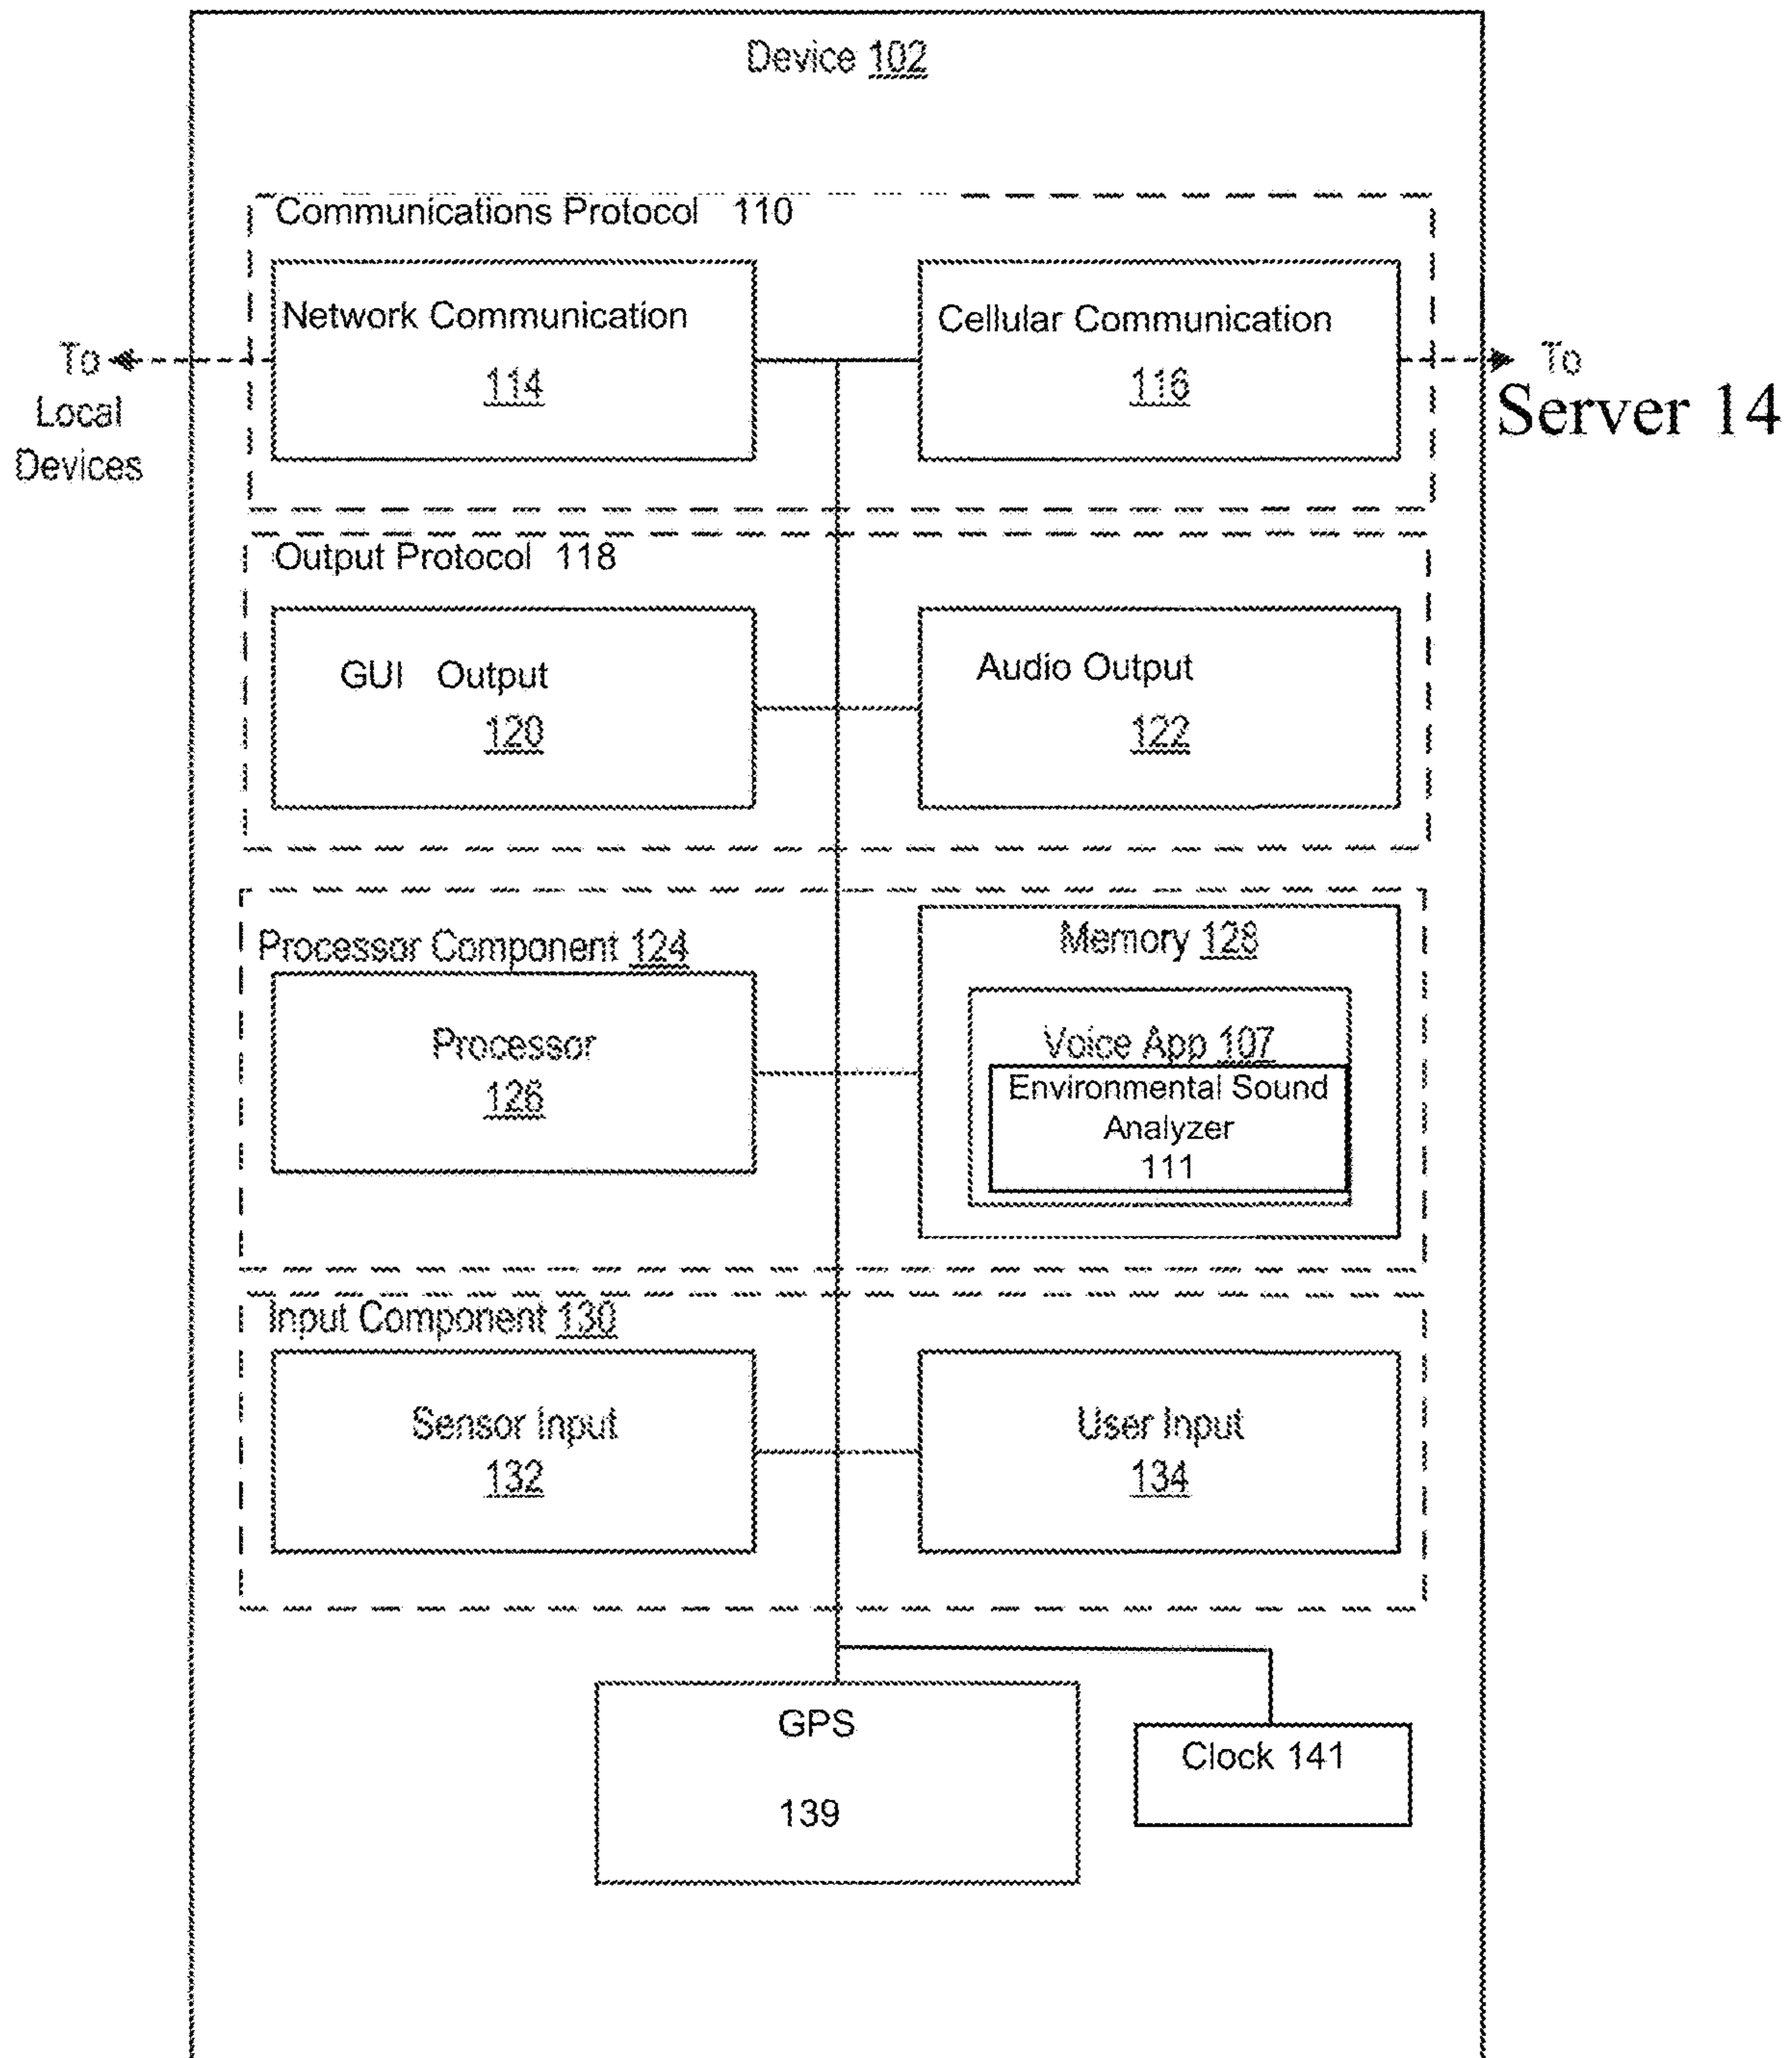 Device 102
Communications Protocol 110
Network Communication
114
Cellular Communication
116
To
Local
Devices
To
Server 14
Output Protocol 118
GUI Output
120
Audio Output
122
Processor Component 124
Processor
126
Memory 128
Voice App 107
Environmental Sound
Analyzer
111
Input Component 130
Sensor Input
132
User Input
134
GPS
139
Clock 141